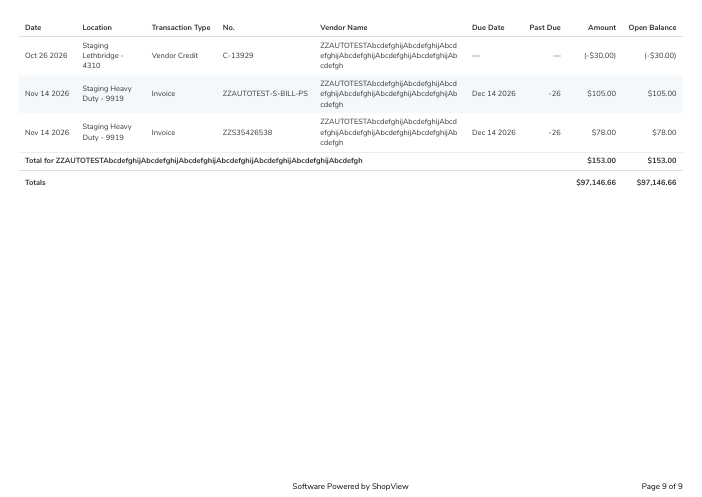 Date Location Transaction Type No. Vendor Name Due Date Past Due Amount Open Balance
Staging ZZAUTOTESTAbcdefghijAbcdefghijAbcd
Oct 26 2026 Lethbridge - Vendor Credit C-13929 efghijAbcdefghijAbcdefghijAbcdefghijAb — — (-$30.00) (-$30.00)
4310 cdefgh
ZZAUTOTESTAbcdefghijAbcdefghijAbcd
Nov 14 2026 Staging Heavy Invoice ZZAUTOTEST-S-BILL-PS efghijAbcdefghijAbcdefghijAbcdefghijAb Dec 14 2026 -26 $105.00 $105.00
Duty - 9919 cdefgh
ZZAUTOTESTAbcdefghijAbcdefghijAbcd
Nov 14 2026 Staging Heavy Invoice ZZS35426538 efghijAbcdefghijAbcdefghijAbcdefghijAb Dec 14 2026 -26 $78.00 $78.00
Duty - 9919 cdefgh
Total for ZZAUTOTESTAbcdefghijAbcdefghijAbcdefghijAbcdefghijAbcdefghijAbcdefghijAbcdefgh $153.00 $153.00
Totals $97,146.66 $97,146.66
Software Powered by ShopView Page 9 of 9